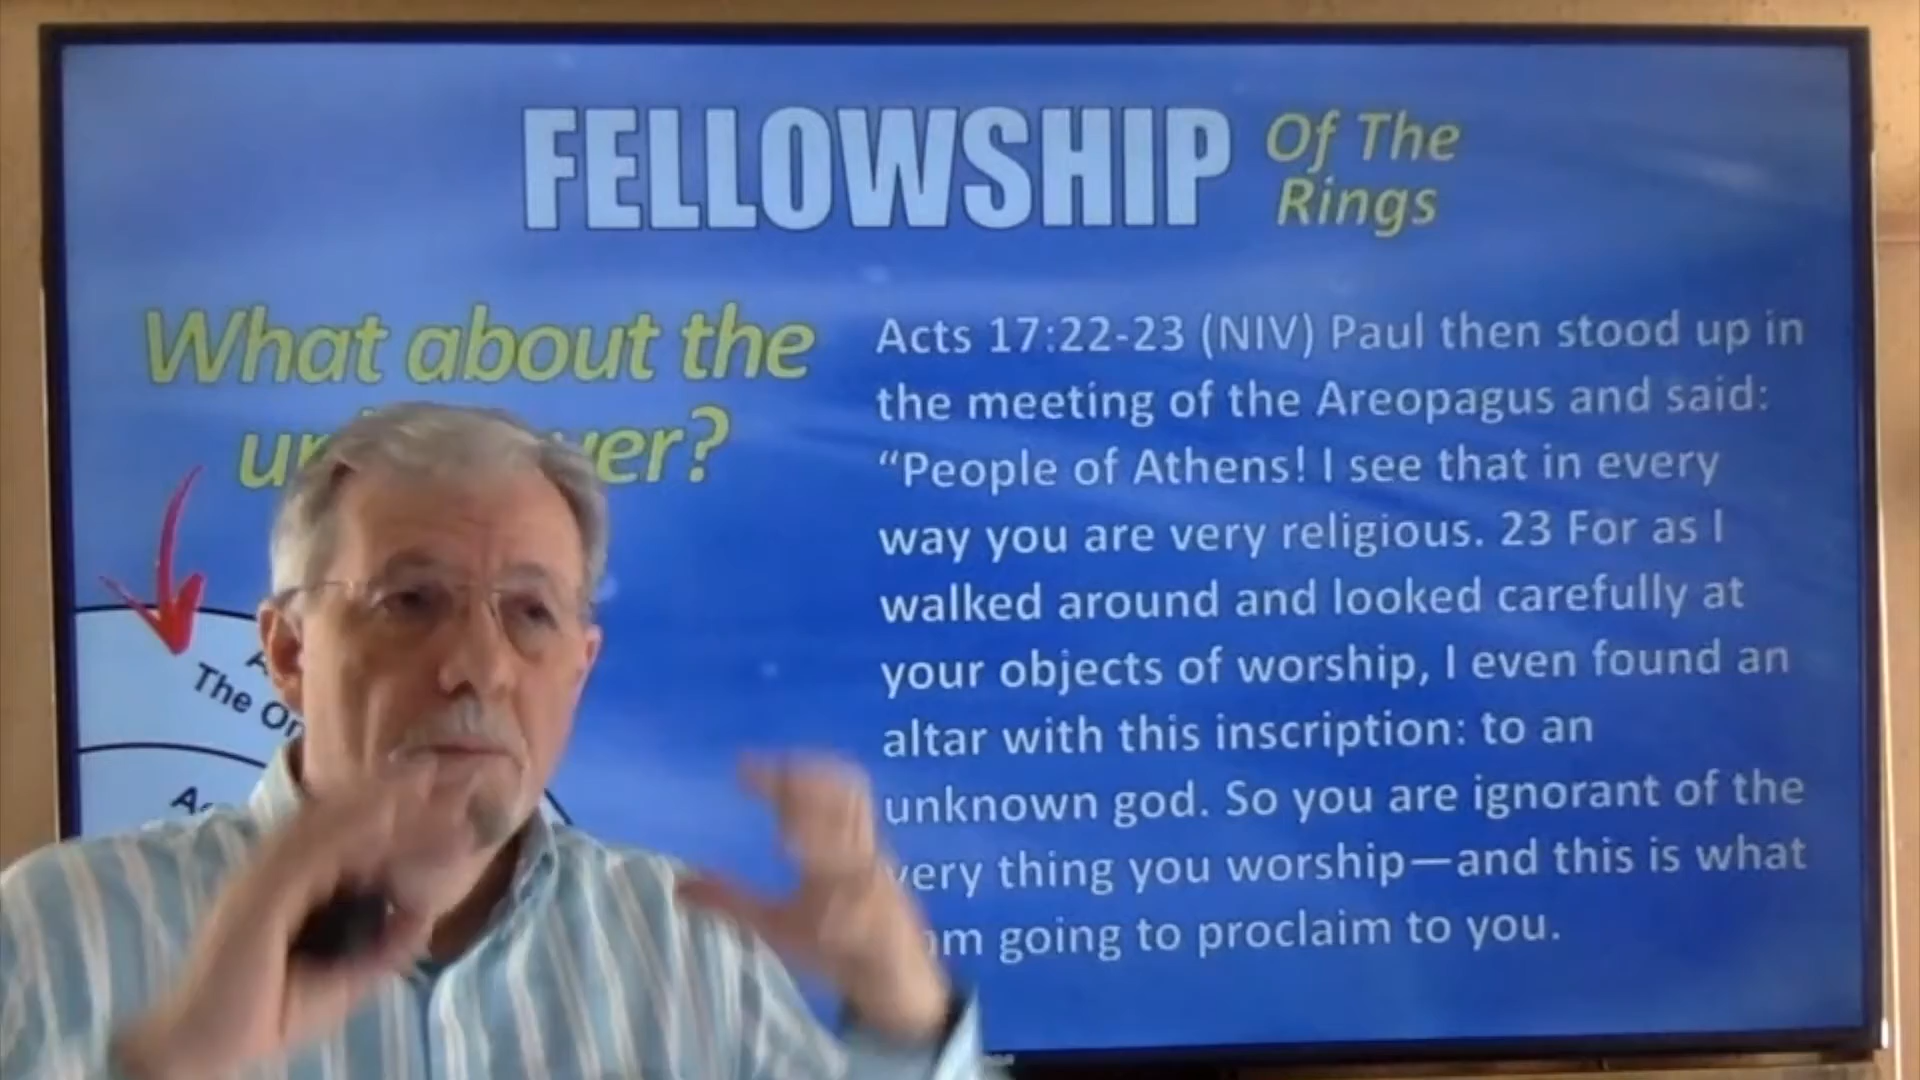 FELLOWSHIP Of The
Rings
What about the
Acts 17:22-23 (NIV) Paul then stood up in
the meeting of the Areopagus and said:
“People of Athens! I see that in every
way you are very religious. 23 For as I
walked around and looked carefully at
your objects of worship, I even found an
altar with this inscription: to an
unknown god. So you are ignorant of the
very thing you worship—and this is what
going to proclaim to you.
The